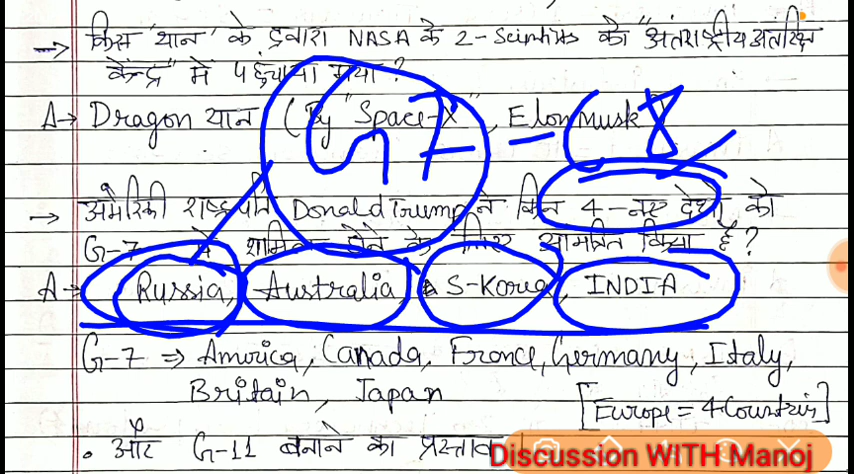 → किस "यान" के द्वारा NASA के 2-Scientists को "अंतराष्ट्रीय अंतरिक्ष
केन्द्र" में पहुंचाया गया?
A→ Dragon यान (By "Space-X", Elon Musk
G7 - - G8
→ अमेरिकी राष्ट्रपति Donald Trump ने किन 4-नए देशों को
G-7 में शामिल होने के लिए आमंत्रित किया है?
A→ Russia, Australia, S-Korea, INDIA
G-7 ⇒ America, Canada, France, Germany, Italy,
Britain, Japan
[Europe = 4-Countries]
. और G-11 बनाने का प्रस्ताव
Discussion WITH Manoj